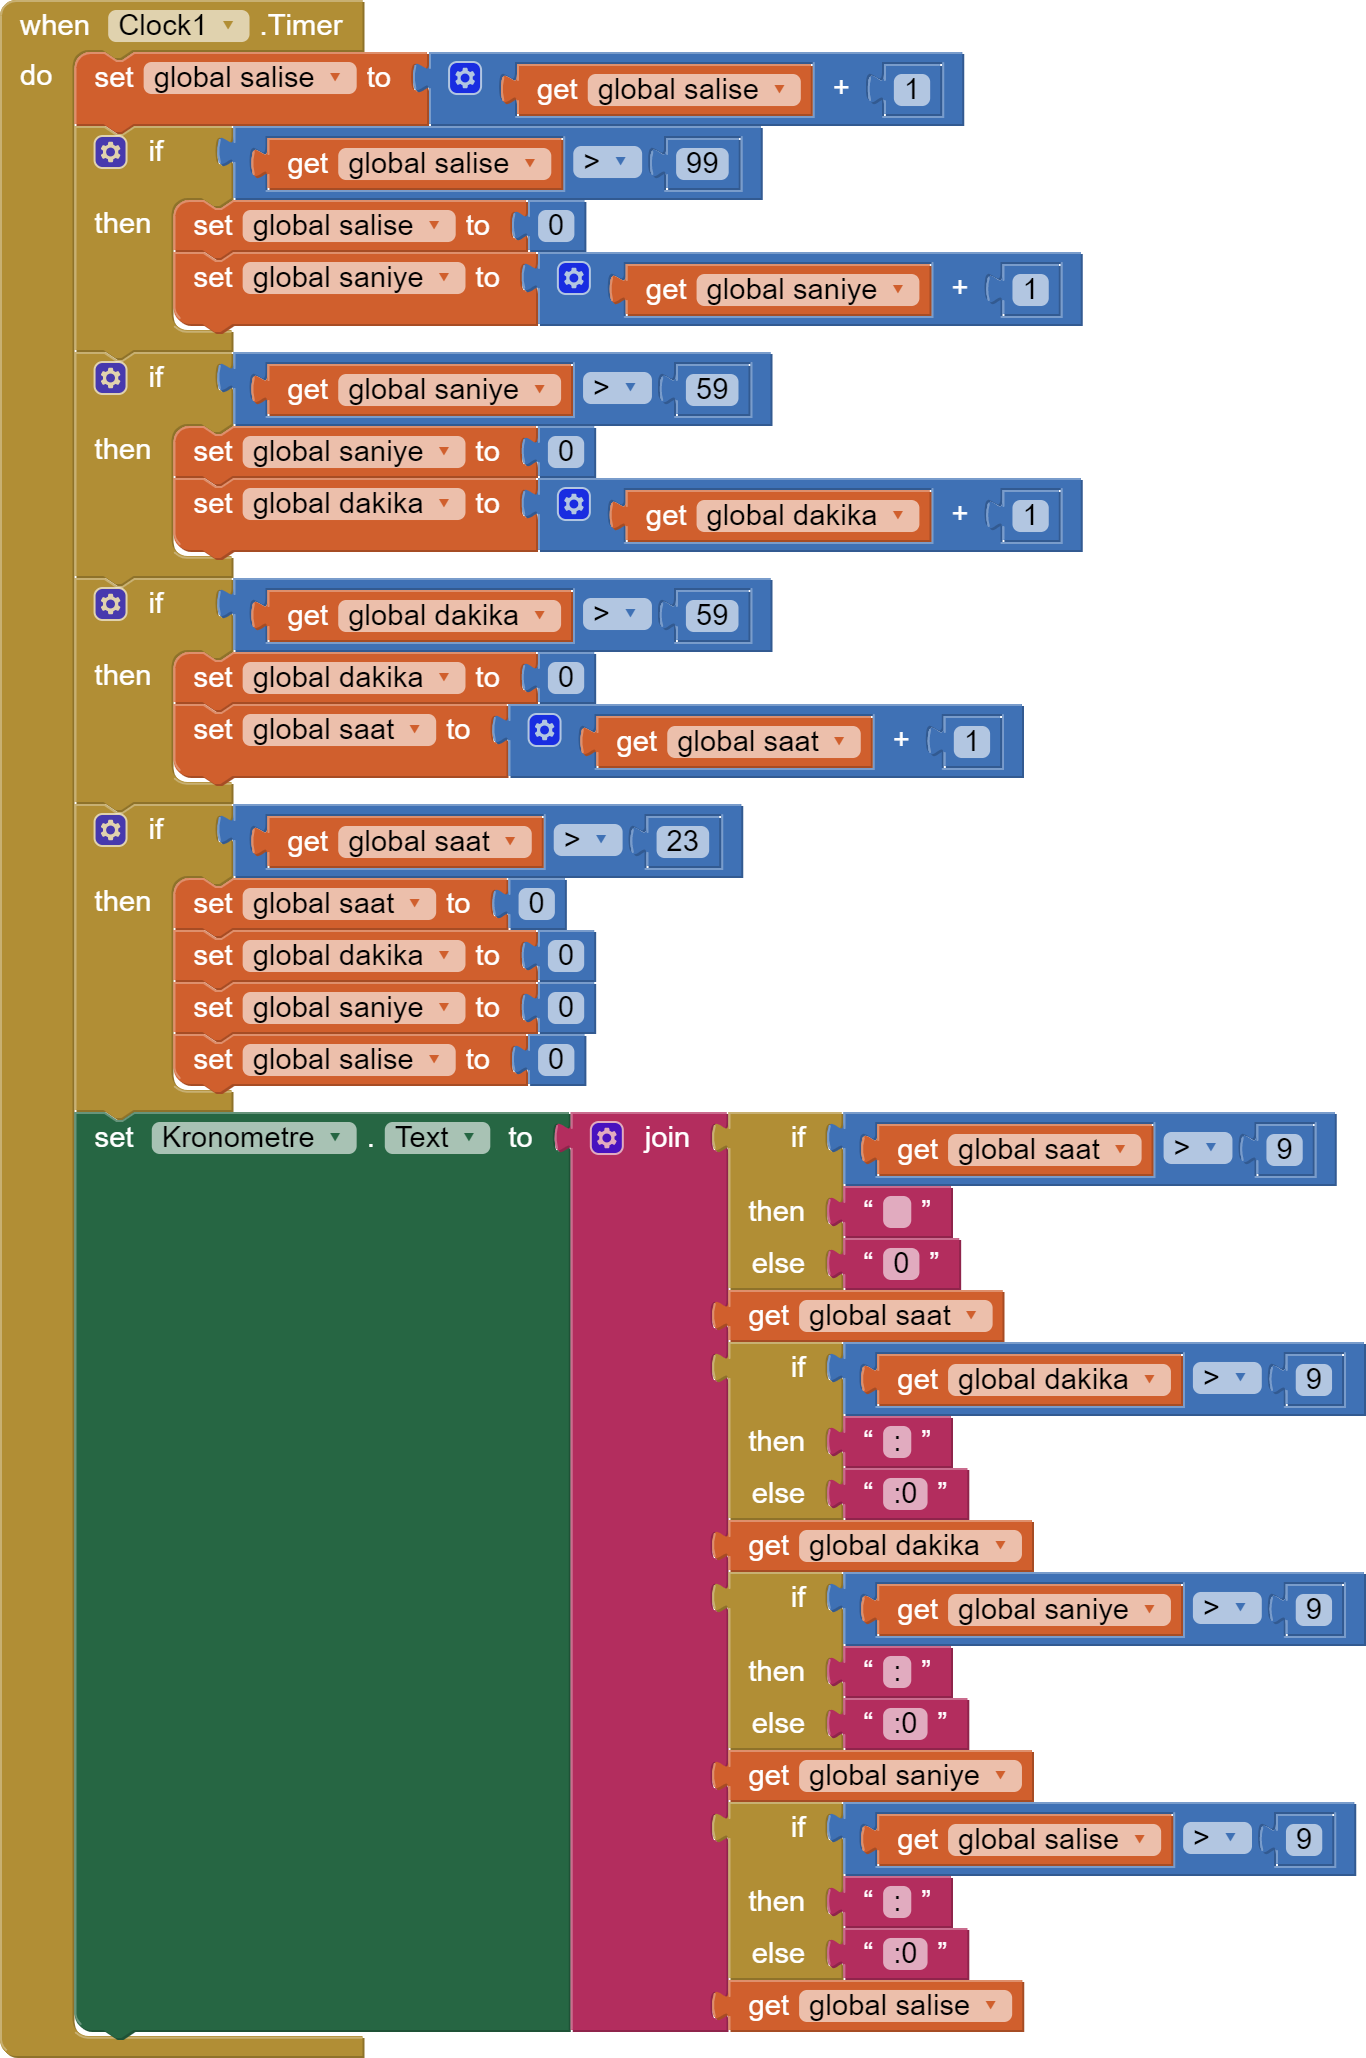 when Clock1 .Timer
do set global salise to get global salise + 1
if get global salise > 99
then set global salise to 0
set global saniye to get global saniye + 1
if get global saniye > 59
then set global saniye to 0
set global dakika to get global dakika + 1
if get global dakika > 59
then set global dakika to 0
set global saat to get global saat + 1
if get global saat > 23
then set global saat to 0
set global dakika to 0
set global saniye to 0
set global salise to 0
set Kronometre . Text to join if get global saat > 9
then “ ”
else “ 0 ”
get global saat
if get global dakika > 9
then “ : ”
else “ :0 ”
get global dakika
if get global saniye > 9
then “ : ”
else “ :0 ”
get global saniye
if get global salise > 9
then “ : ”
else “ :0 ”
get global salise